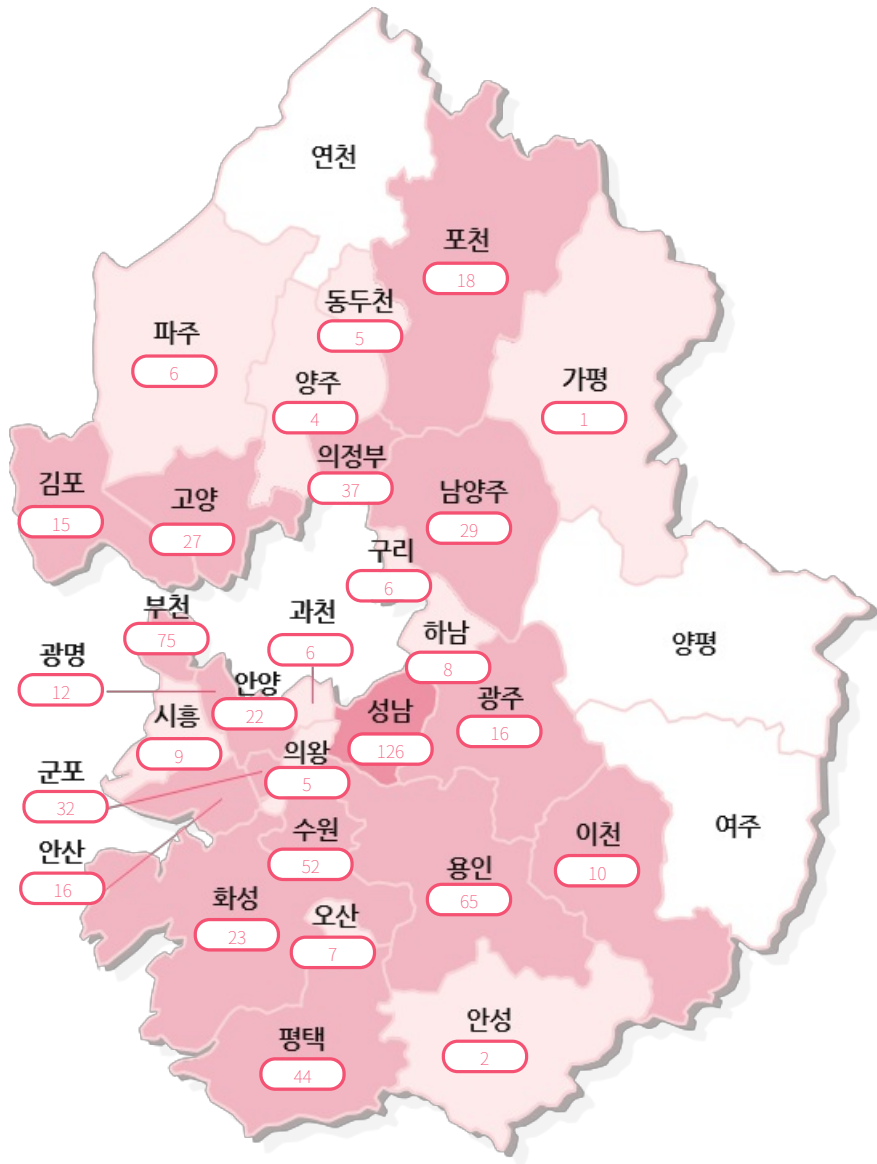 연천
포천
18
동두천
5
파주
6
양주
4
가평
1
의정부
37
김포
15
고양
27
남양주
29
구리
6
부천
75
과천
6
하남
8
양평
광명
12
안양
22
시흥
9
성남
126
광주
16
의왕
5
군포
32
수원
52
이천
10
여주
안산
16
용인
65
화성
23
오산
7
안성
2
평택
44